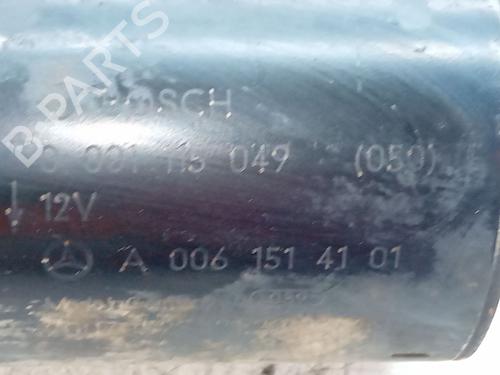 B-PARTS
BOSCH
0 001 115 049 (050)
12V
A 006 151 41 01